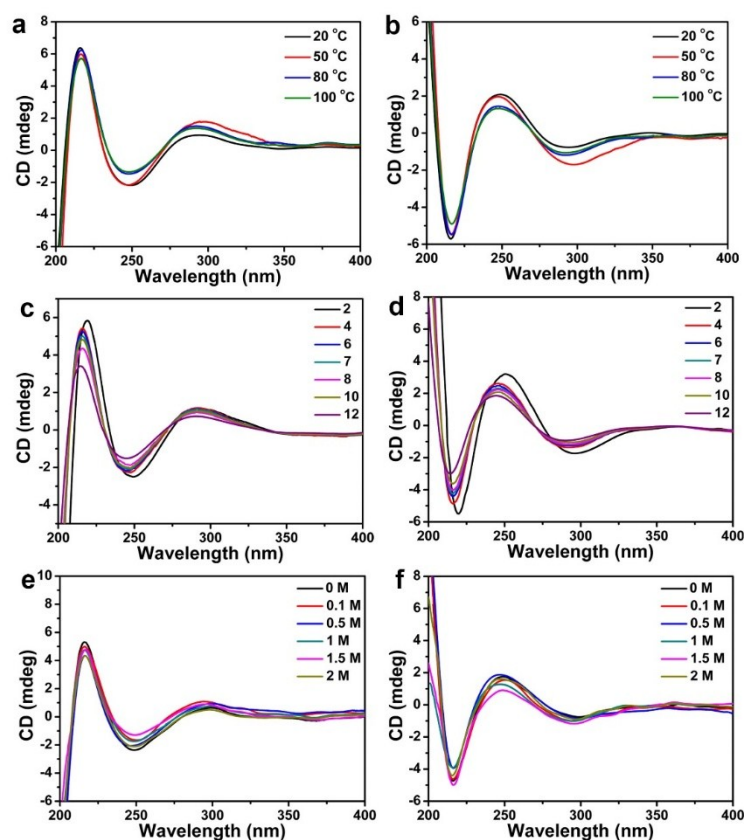 a
20 °C
50 °C
80 °C
100 °C
8
6
4
2
0
-2
-4
-6
CD (mdeg)
200 250 300 350 400
Wavelength (nm)
b
20 °C
50 °C
80 °C
100 °C
6
4
2
0
-2
-4
-6
CD (mdeg)
200 250 300 350 400
Wavelength (nm)
c
2
4
6
7
8
10
12
6
4
2
0
-2
-4
CD (mdeg)
200 250 300 350 400
Wavelength (nm)
d
2
4
6
7
8
10
12
8
6
4
2
0
-2
-4
-6
CD (mdeg)
200 250 300 350 400
Wavelength (nm)
e
0 M
0.1 M
0.5 M
1 M
1.5 M
2 M
10
8
6
4
2
0
-2
-4
-6
CD (mdeg)
200 250 300 350 400
Wavelength (nm)
f
0 M
0.1 M
0.5 M
1 M
1.5 M
2 M
8
6
4
2
0
-2
-4
-6
CD (mdeg)
200 250 300 350 400
Wavelength (nm)